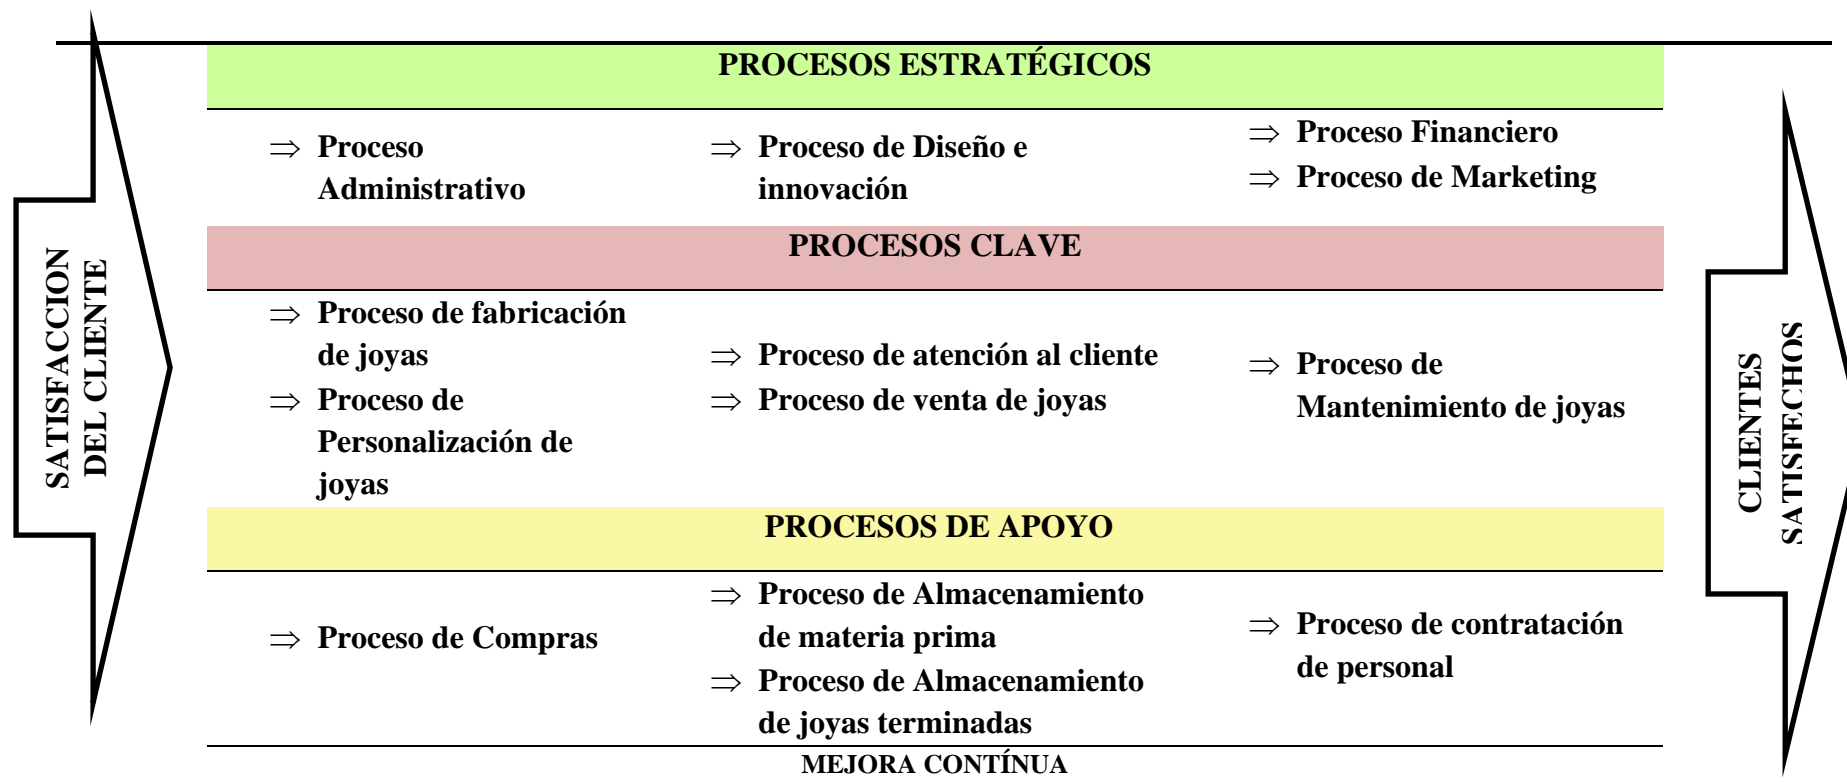 SATISFACCION
DEL CLIENTE
PROCESOS ESTRATÉGICOS
⇒ Proceso
Administrativo
⇒ Proceso de Diseño e
innovación
⇒ Proceso Financiero
⇒ Proceso de Marketing
PROCESOS CLAVE
⇒ Proceso de fabricación
de joyas
⇒ Proceso de
Personalización de
joyas
⇒ Proceso de atención al cliente
⇒ Proceso de venta de joyas
⇒ Proceso de
Mantenimiento de joyas
PROCESOS DE APOYO
⇒ Proceso de Compras
⇒ Proceso de Almacenamiento
de materia prima
⇒ Proceso de Almacenamiento
de joyas terminadas
⇒ Proceso de contratación
de personal
MEJORA CONTÍNUA
CLIENTES
SATISFECHOS